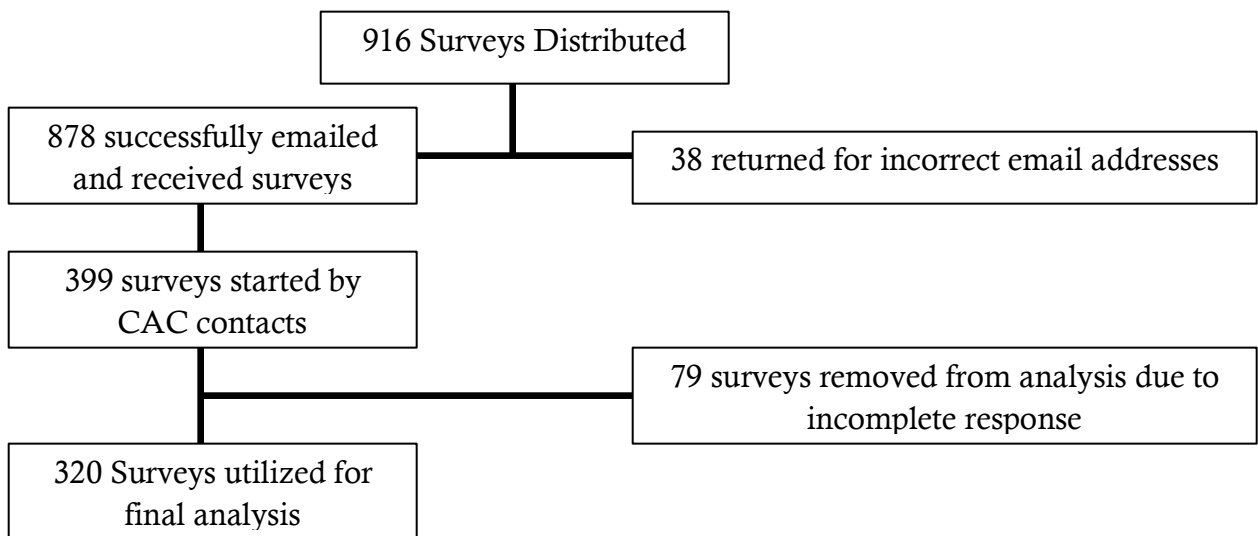 916 Surveys Distributed
878 successfully emailed
and received surveys
38 returned for incorrect email addresses
399 surveys started by
CAC contacts
79 surveys removed from analysis due to
incomplete response
320 Surveys utilized for
final analysis